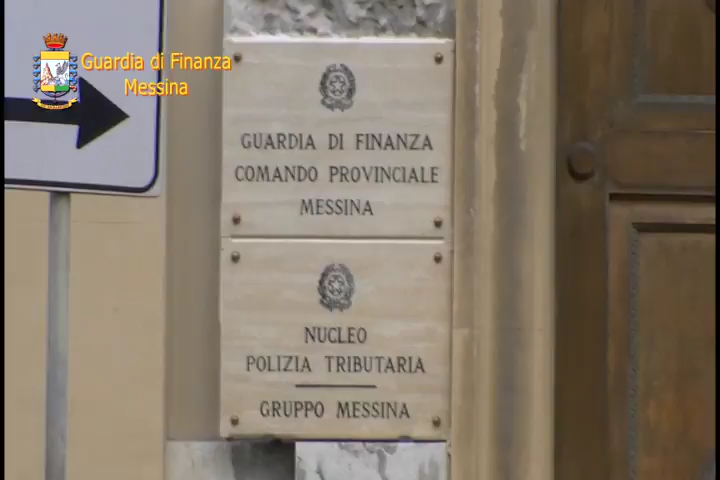 Guardia di Finanza
Messina
GUARDIA DI FINANZA
COMANDO PROVINCIALE
MESSINA
NUCLEO
POLIZIA TRIBUTARIA
GRUPPO MESSINA